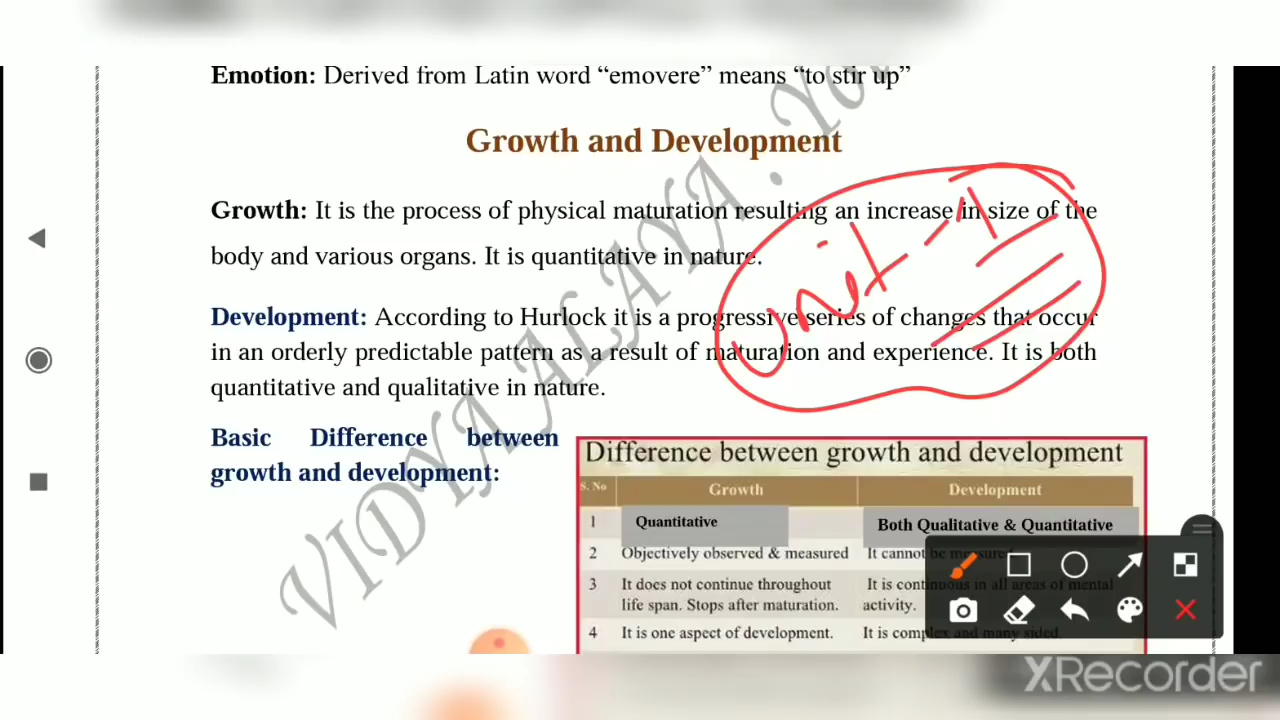 Emotion: Derived from Latin word “emovere” means “to stir up”
Growth and Development
Growth: It is the process of physical maturation resulting an increase in size of the
body and various organs. It is quantitative in nature.
unit - 1
Development: According to Hurlock it is a progressive series of changes that occur
in an orderly predictable pattern as a result of maturation and experience. It is both
quantitative and qualitative in nature.
Basic Difference between
growth and development:
Difference between growth and development
S. No Growth Development
1 Quantitative Both Qualitative & Quantitative
2 Objectively observed & measured It cannot be measured
3 It does not continue throughout It is continuous in all areas of mental
life span. Stops after maturation. activity.
4 It is one aspect of development. It is complex and many sided.
VIDYA ALAYA . You
XRecorder